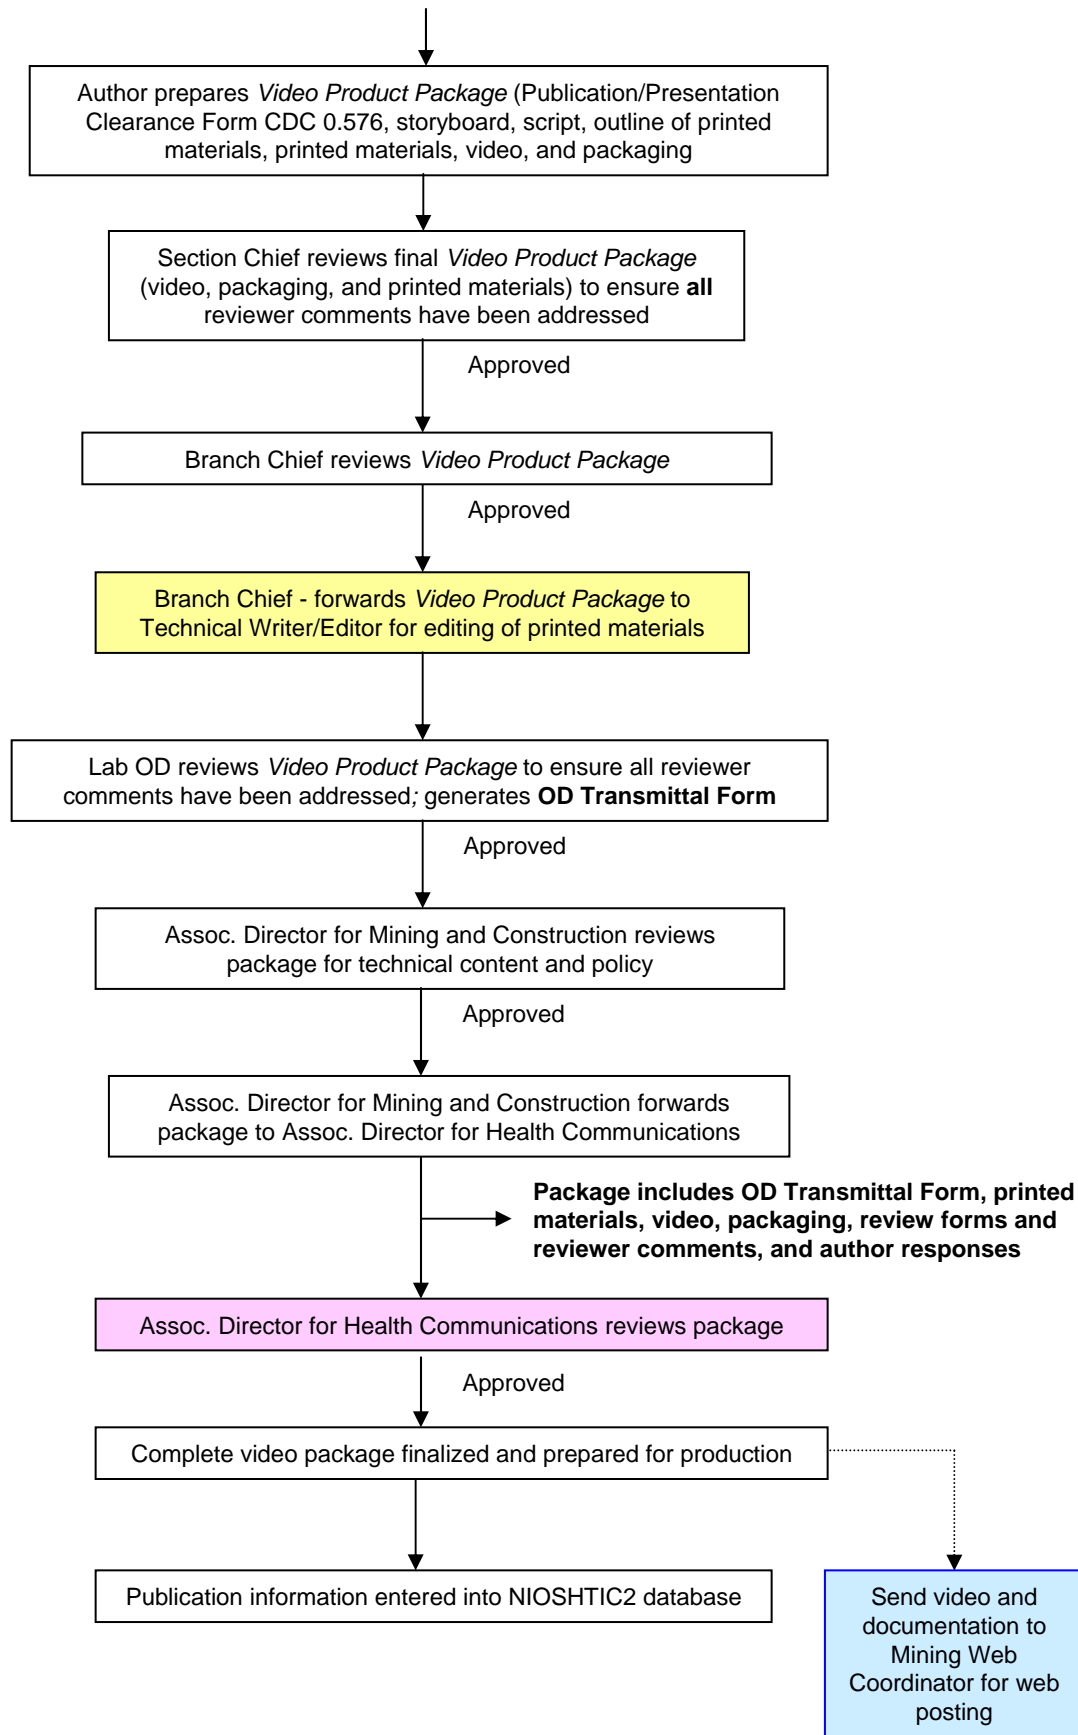 Author prepares Video Product Package (Publication/Presentation
Clearance Form CDC 0.576, storyboard, script, outline of printed
materials, printed materials, video, and packaging
Section Chief reviews final Video Product Package
(video, packaging, and printed materials) to ensure all
reviewer comments have been addressed
Approved
Branch Chief reviews Video Product Package
Approved
Branch Chief - forwards Video Product Package to
Technical Writer/Editor for editing of printed materials
Lab OD reviews Video Product Package to ensure all reviewer
comments have been addressed; generates OD Transmittal Form
Approved
Assoc. Director for Mining and Construction reviews
package for technical content and policy
Approved
Assoc. Director for Mining and Construction forwards
package to Assoc. Director for Health Communications
Package includes OD Transmittal Form, printed
materials, video, packaging, review forms and
reviewer comments, and author responses
Assoc. Director for Health Communications reviews package
Approved
Complete video package finalized and prepared for production
Publication information entered into NIOSHTIC2 database
Send video and
documentation to
Mining Web
Coordinator for web
posting